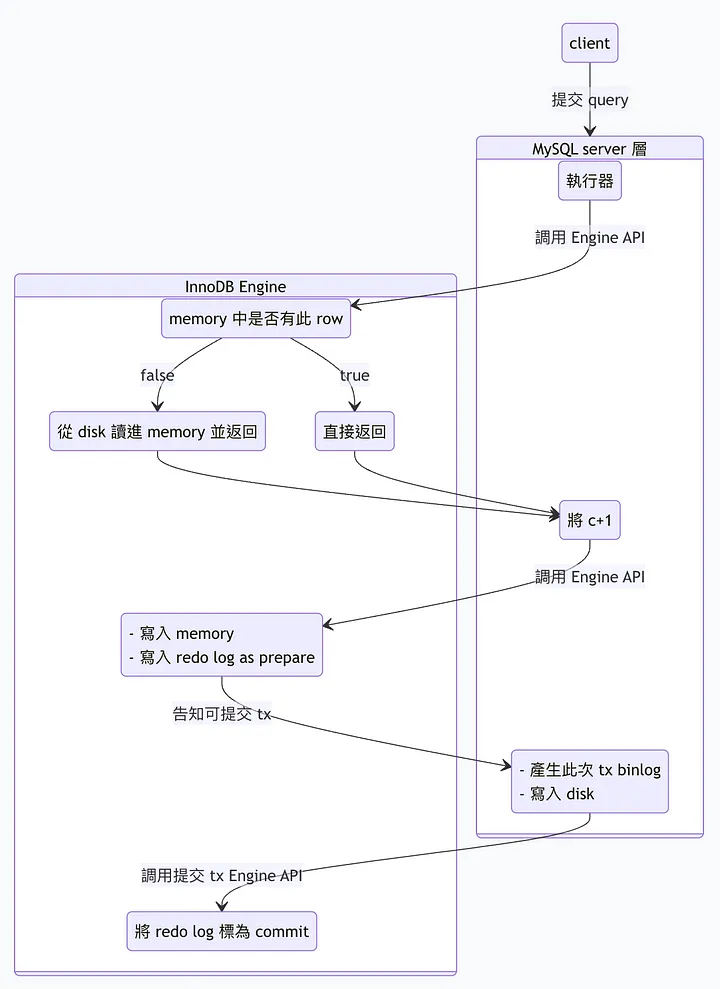 client
提交 query
MySQL server 層
執行器
調用 Engine API
InnoDB Engine
memory 中是否有此 row
false
true
從 disk 讀進 memory 並返回
直接返回
將 c+1
調用 Engine API
- 寫入 memory
- 寫入 redo log as prepare
告知可提交 tx
- 產生此次 tx binlog
- 寫入 disk
調用提交 tx Engine API
將 redo log 標為 commit